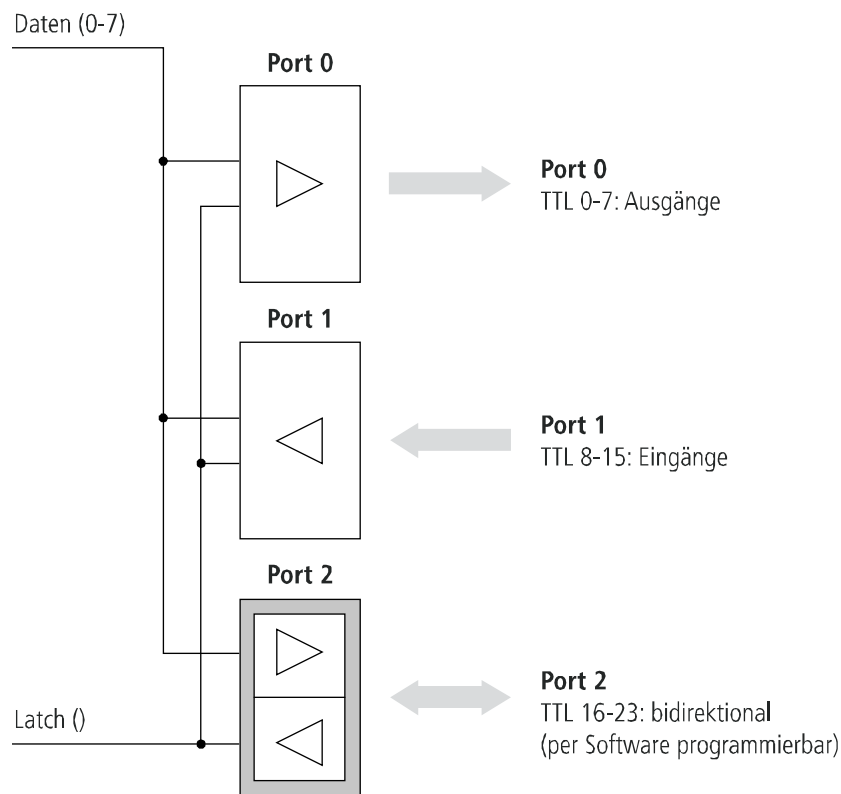 Daten (0-7)
Port 0
Port 0
TTL 0-7: Ausgänge
Port 1
Port 1
TTL 8-15: Eingänge
Port 2
Port 2
TTL 16-23: bidirektional
(per Software programmierbar)
Latch ()